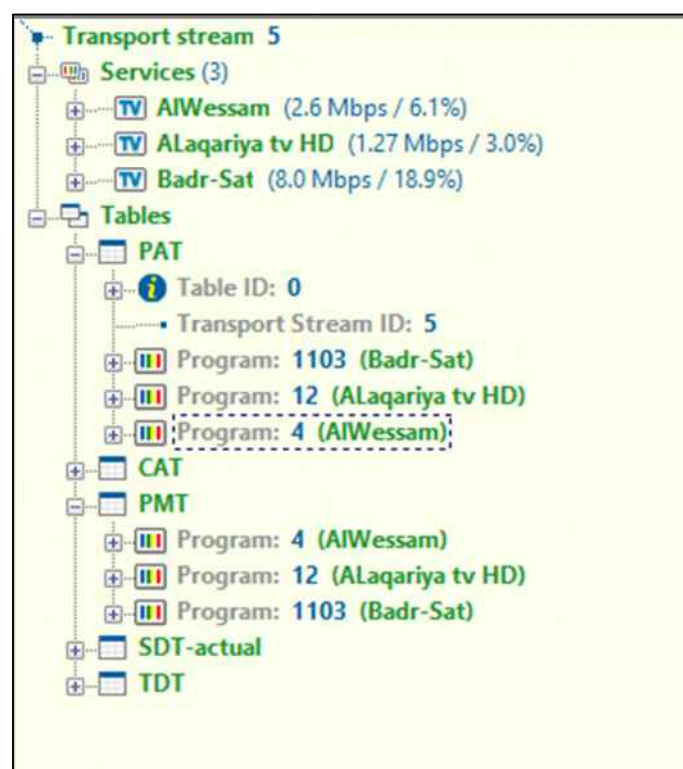 Transport stream 5
Services (3)
TV AlWessam (2.6 Mbps / 6.1%)
TV ALaqariya tv HD (1.27 Mbps / 3.0%)
TV Badr-Sat (8.0 Mbps / 18.9%)
Tables
PAT
Table ID: 0
Transport Stream ID: 5
Program: 1103 (Badr-Sat)
Program: 12 (ALaqariya tv HD)
Program: 4 (AlWessam)
CAT
PMT
Program: 4 (AlWessam)
Program: 12 (ALaqariya tv HD)
Program: 1103 (Badr-Sat)
SDT-actual
TDT